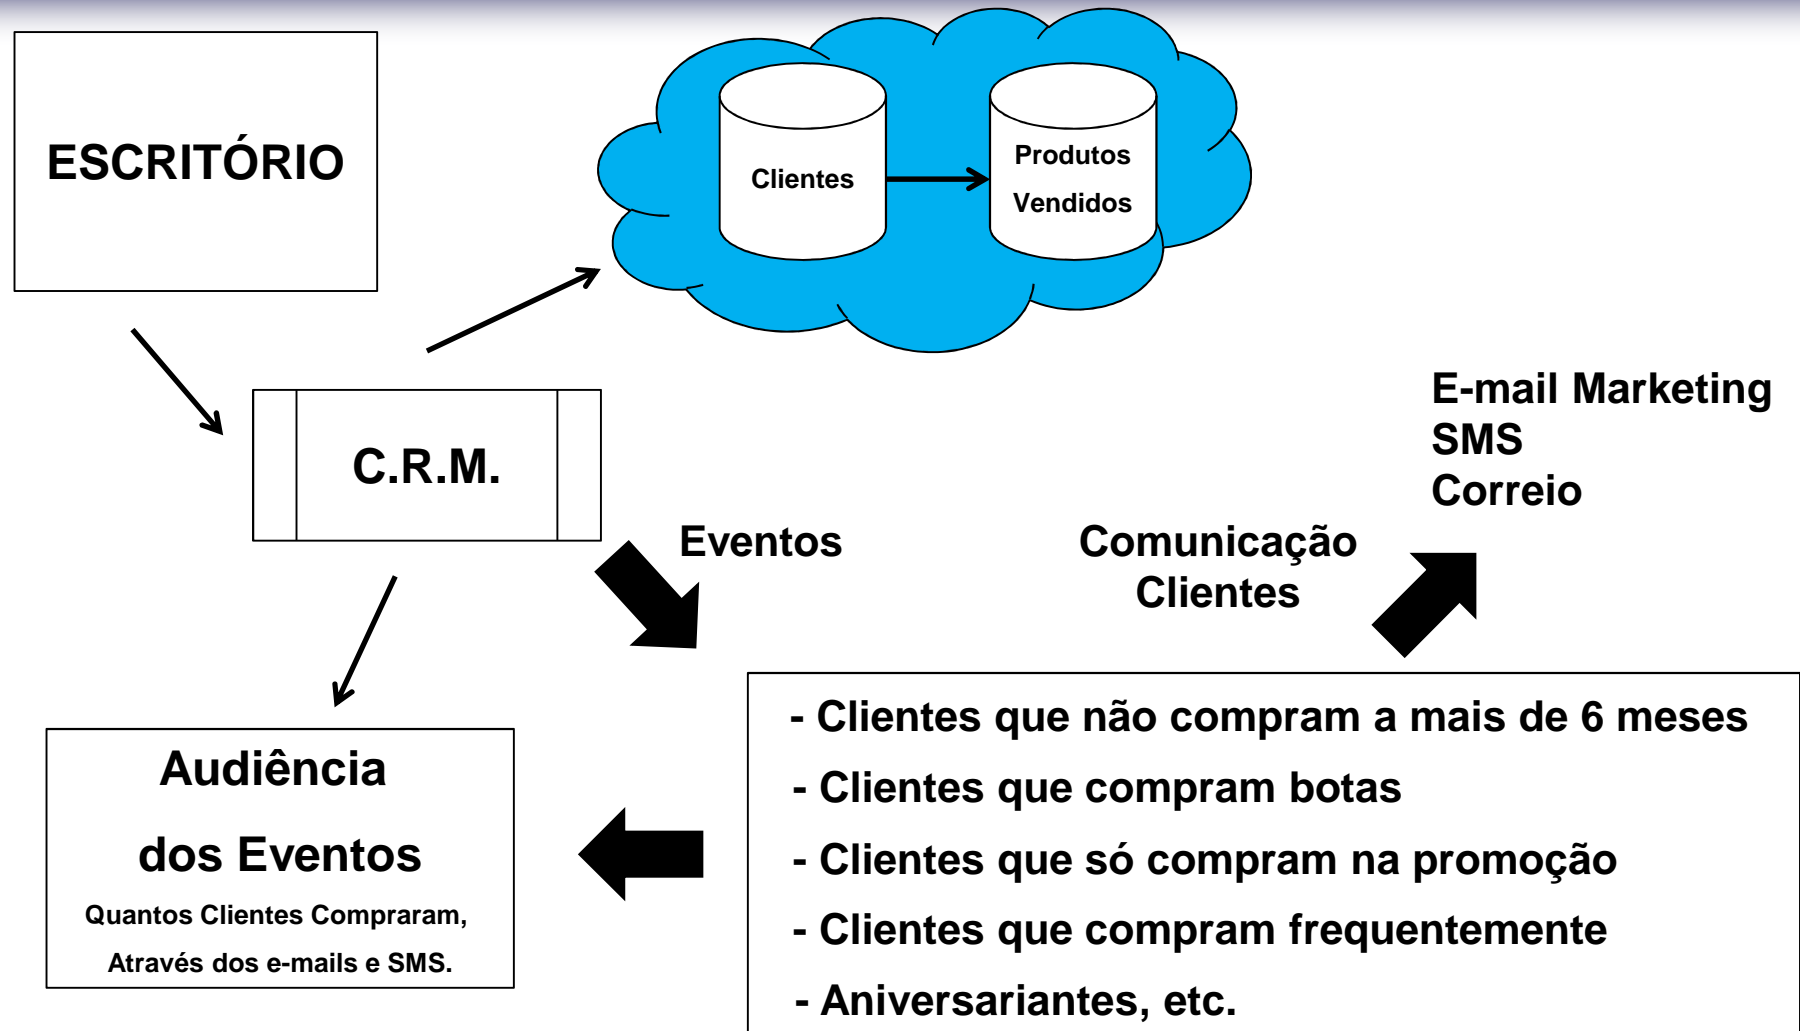 ESCRITÓRIO
Clientes
Produtos
Vendidos
C.R.M.
E-mail Marketing
SMS
Correio
Eventos
Comunicação
Clientes
- Clientes que não compram a mais de 6 meses
- Clientes que compram botas
- Clientes que só compram na promoção
- Clientes que compram frequentemente
- Aniversariantes, etc.
Audiência
dos Eventos
Quantos Clientes Compraram,
Através dos e-mails e SMS.